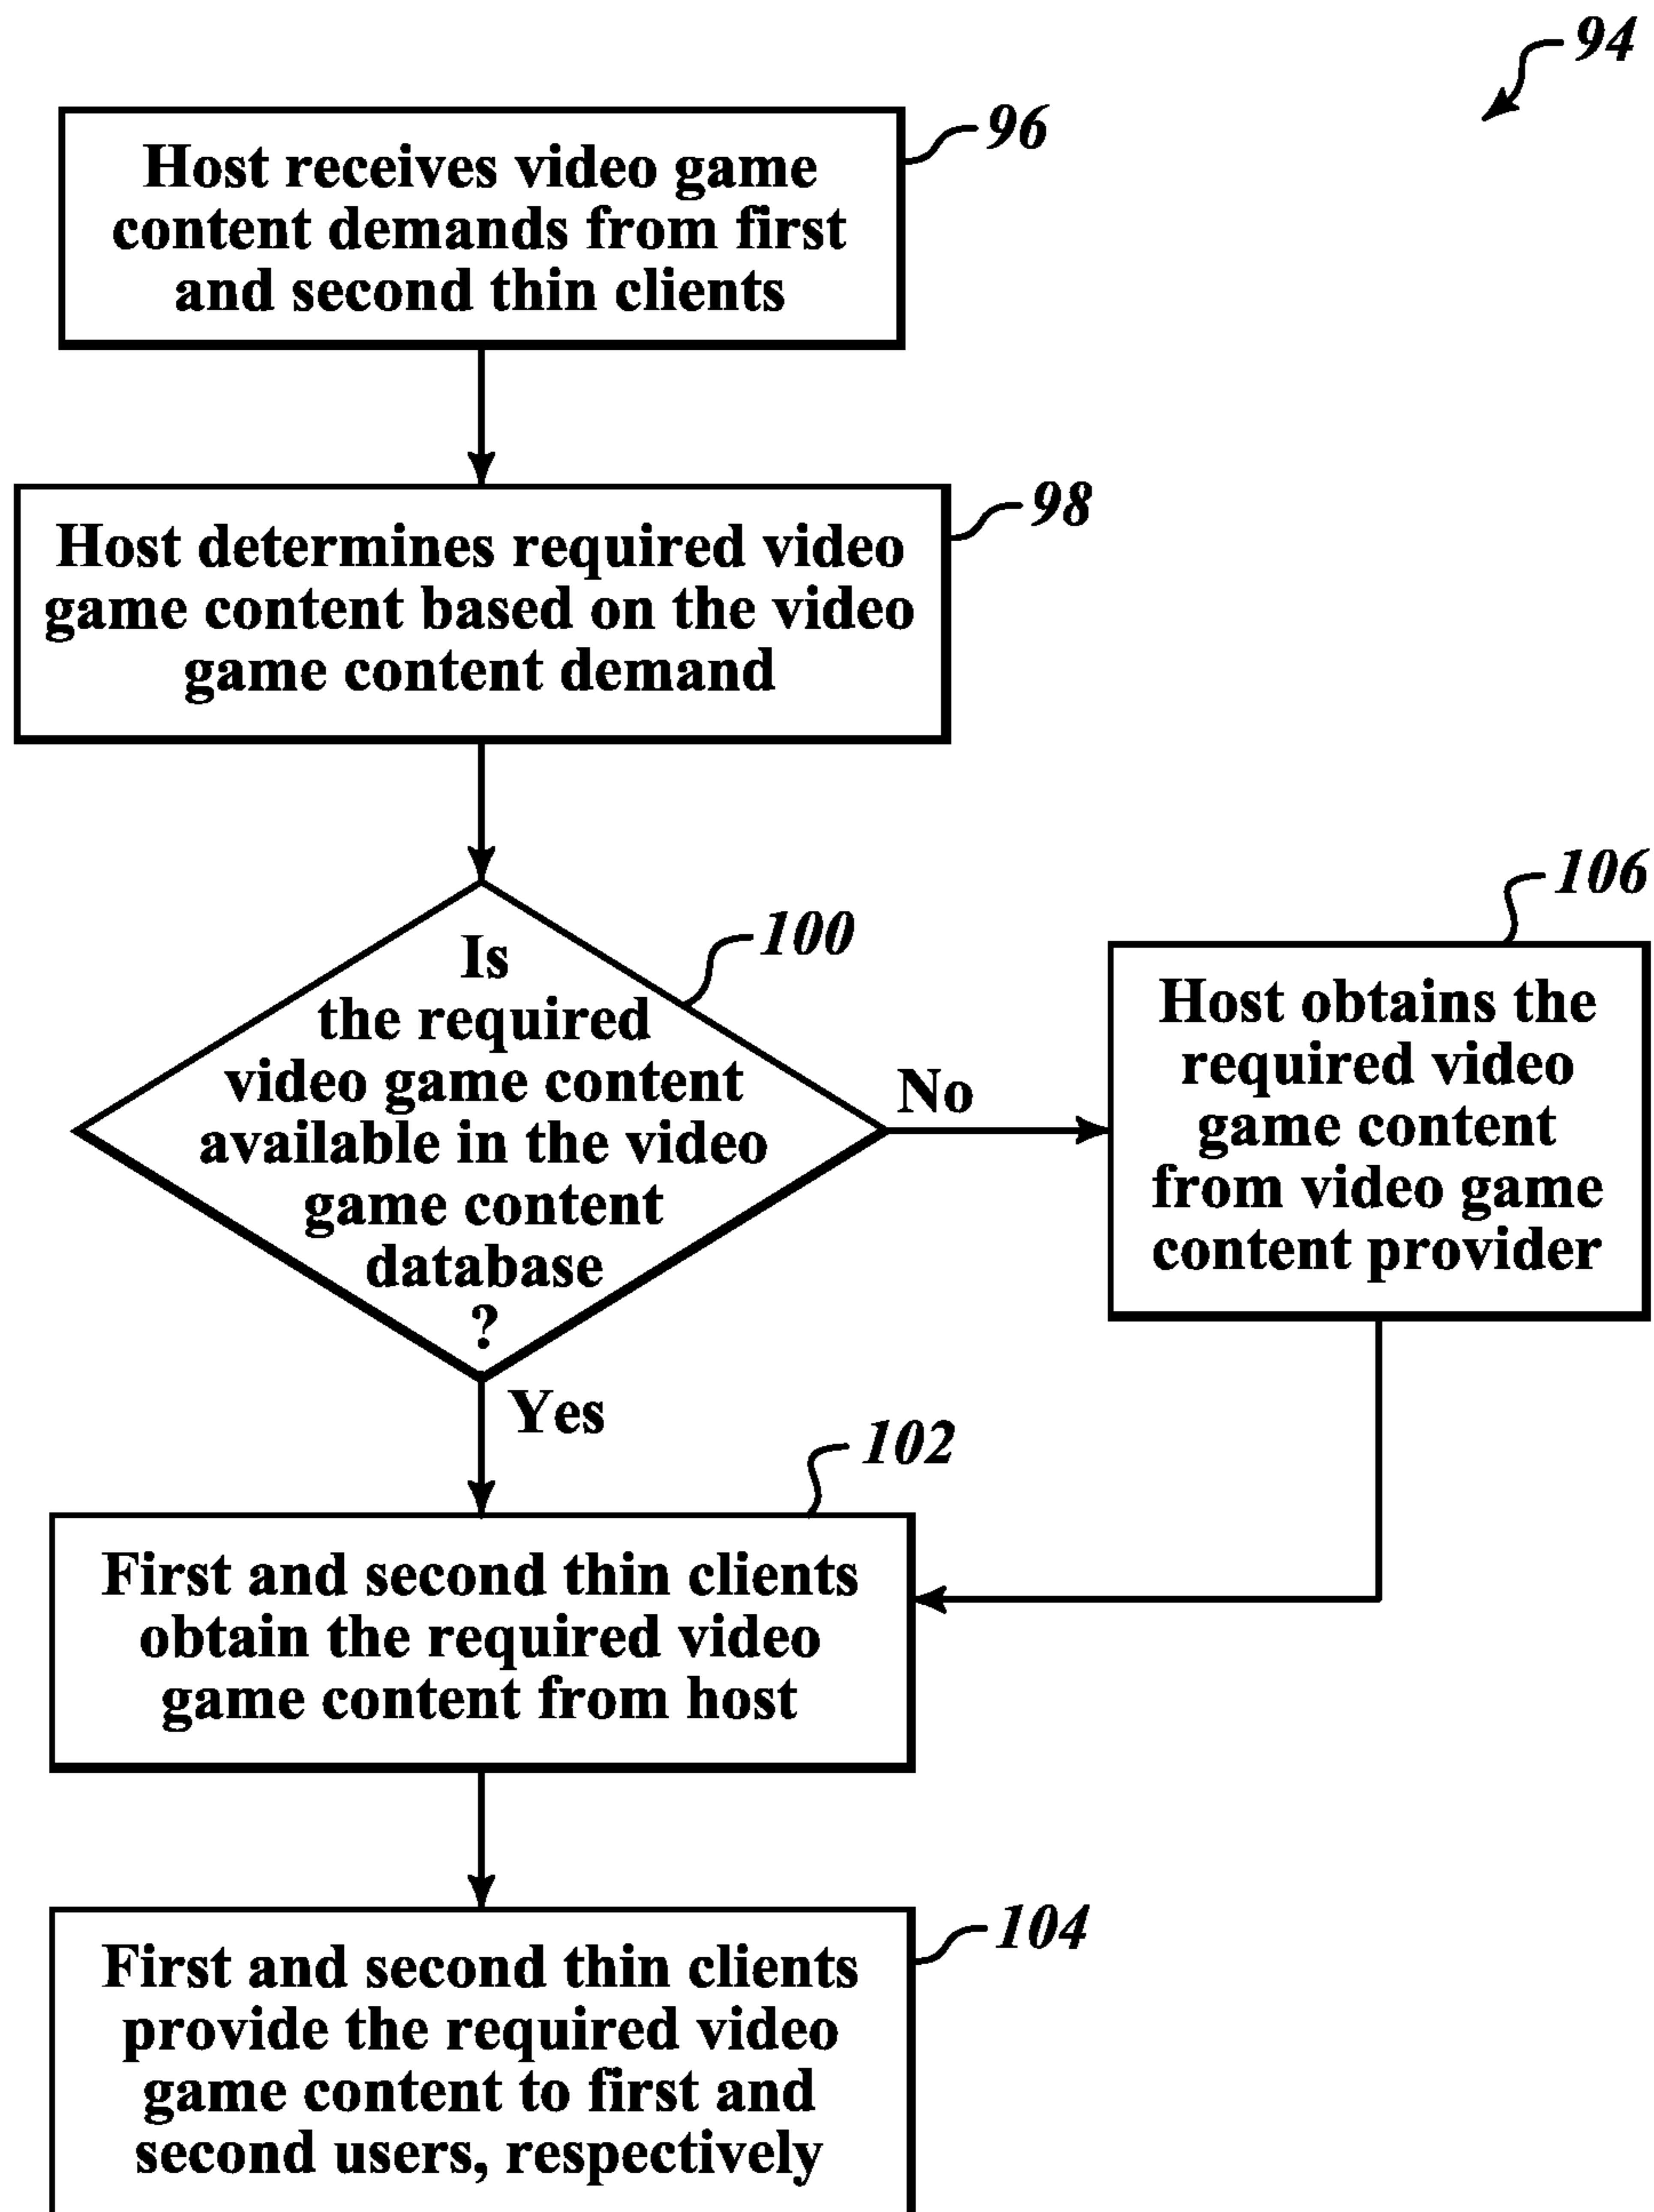 94
96
Host receives video game
content demands from first
and second thin clients
98
Host determines required video
game content based on the video
game content demand
100
Is
the required
video game content
available in the video
game content
database
?
No
106
Host obtains the
required video
game content
from video game
content provider
Yes
102
First and second thin clients
obtain the required video
game content from host
104
First and second thin clients
provide the required video
game content to first and
second users, respectively